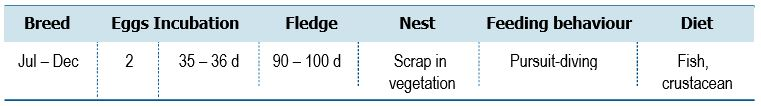 Breed Eggs Incubation Fledge Nest Feeding behaviour Diet
Jul – Dec 2 35 – 36 d 90 – 100 d Scrap in Pursuit-diving Fish,
vegetation crustacean